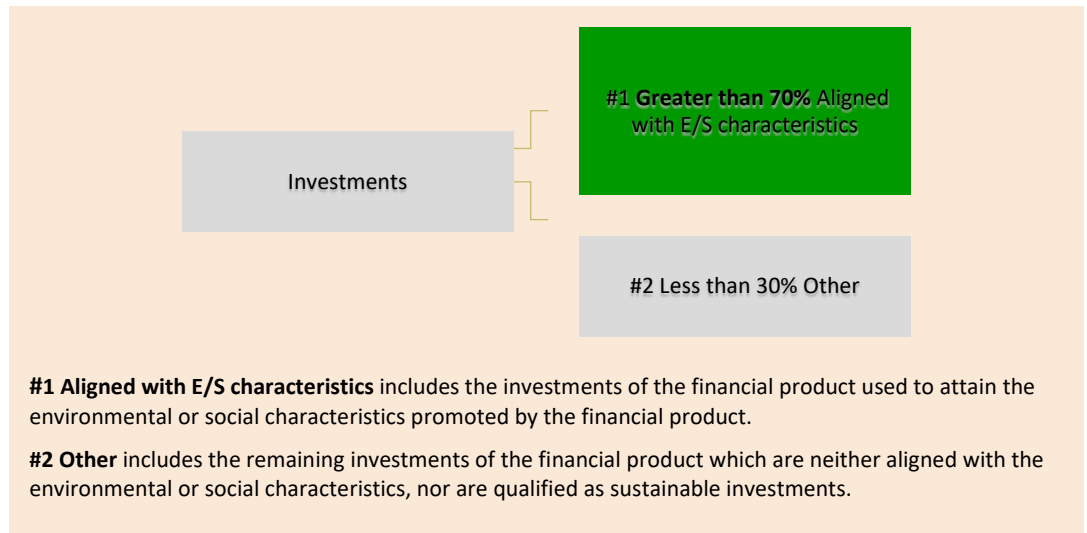 #1 Greater than 70% Aligned
with E/S characteristics
Investments
#2 Less than 30% Other
#1 Aligned with E/S characteristics includes the investments of the financial product used to attain the
environmental or social characteristics promoted by the financial product.
#2 Other includes the remaining investments of the financial product which are neither aligned with the
environmental or social characteristics, nor are qualified as sustainable investments.